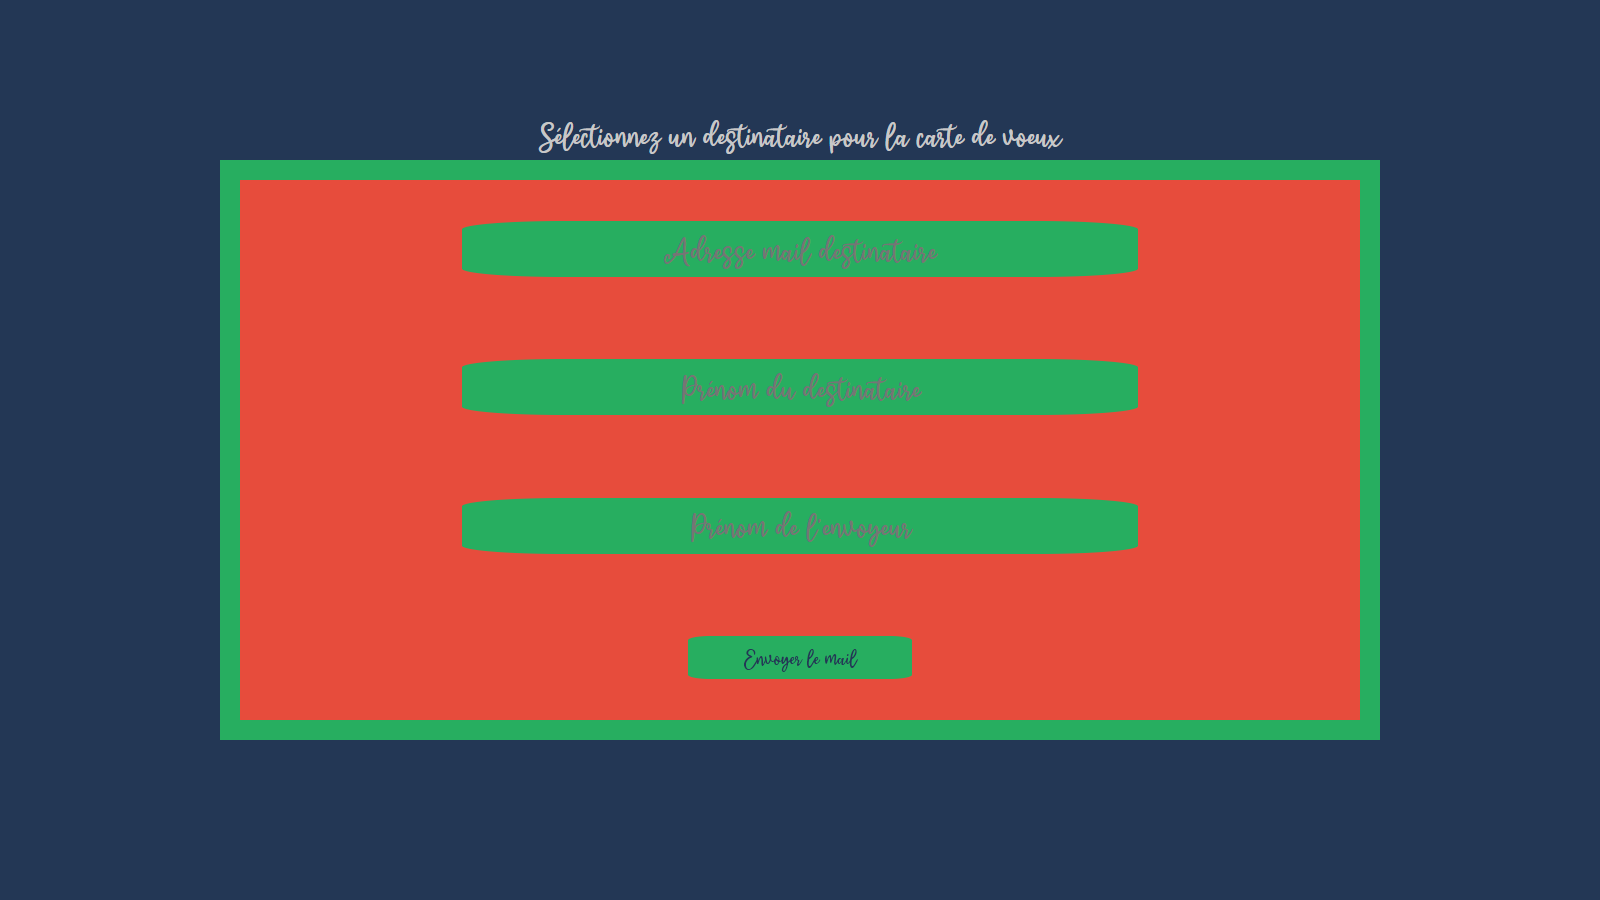 Sélectionnez un destinataire pour la carte de voeux
Adresse mail destinataire
Prénom du destinataire
Prénom de l'envoyeur
Envoyer le mail